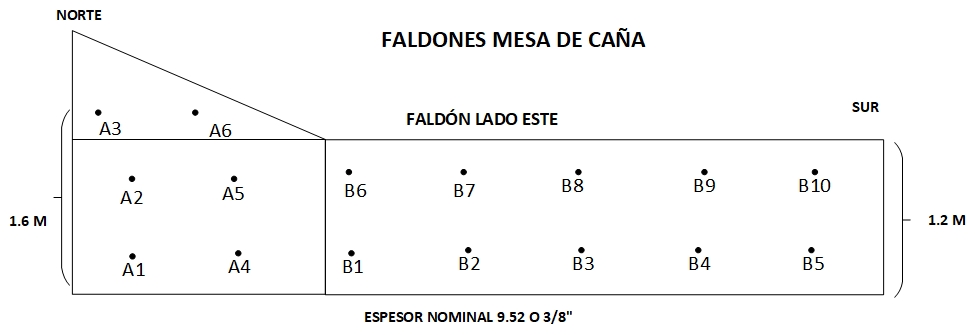 NORTE
FALDONES MESA DE CAÑA
SUR
FALDÓN LADO ESTE
A3 A6
A2 A5
B6 B7 B8 B9 B10
1.6 M
1.2 M
A1 A4
B1 B2 B3 B4 B5
ESPESOR NOMINAL 9.52 O 3/8"